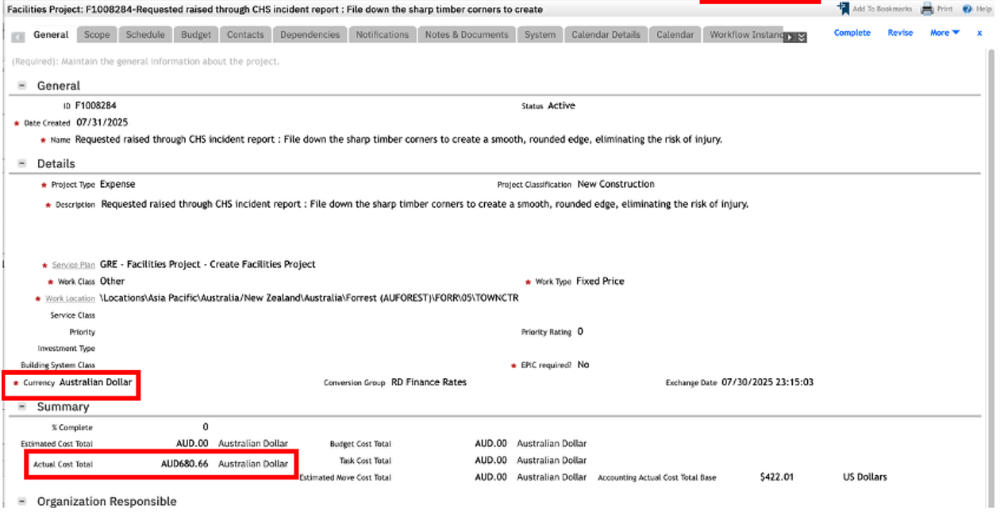 Facilities Project: F1008284-Requested raised through CHS incident report : File down the sharp timber corners to create Add To Bookmarks Print Help
General Scope Schedule Budget Contacts Dependencies Notifications Notes & Documents System Calendar Details Calendar Workflow Instanc Complete Revise More x
(Required): Maintain the general information about the project.
General
ID F1008284 Status Active
* Date Created 07/31/2025
* Name Requested raised through CHS incident report : File down the sharp timber corners to create a smooth, rounded edge, eliminating the risk of injury.
Details
* Project Type Expense Project Classification New Construction
* Description Requested raised through CHS incident report : File down the sharp timber corners to create a smooth, rounded edge, eliminating the risk of injury.
* Service Plan GRE - Facilities Project - Create Facilities Project
* Work Class Other * Work Type Fixed Price
* Work Location \Locations\Asia Pacific\Australia/New Zealand\Australia\Forrest (AUFOREST)\FORR\05\TOWNCTR
Service Class
Priority Priority Rating 0
Investment Type
Building System Class * EPIC required? No
* Currency Australian Dollar Conversion Group RD Finance Rates Exchange Date 07/30/2025 23:15:03
Summary
% Complete 0
Estimated Cost Total AUD.00 Australian Dollar Budget Cost Total AUD.00 Australian Dollar
Actual Cost Total AUD680.66 Australian Dollar Task Cost Total AUD.00 Australian Dollar
Estimated Move Cost Total AUD.00 Australian Dollar Accounting Actual Cost Total Base $422.01 US Dollars
Organization Responsible